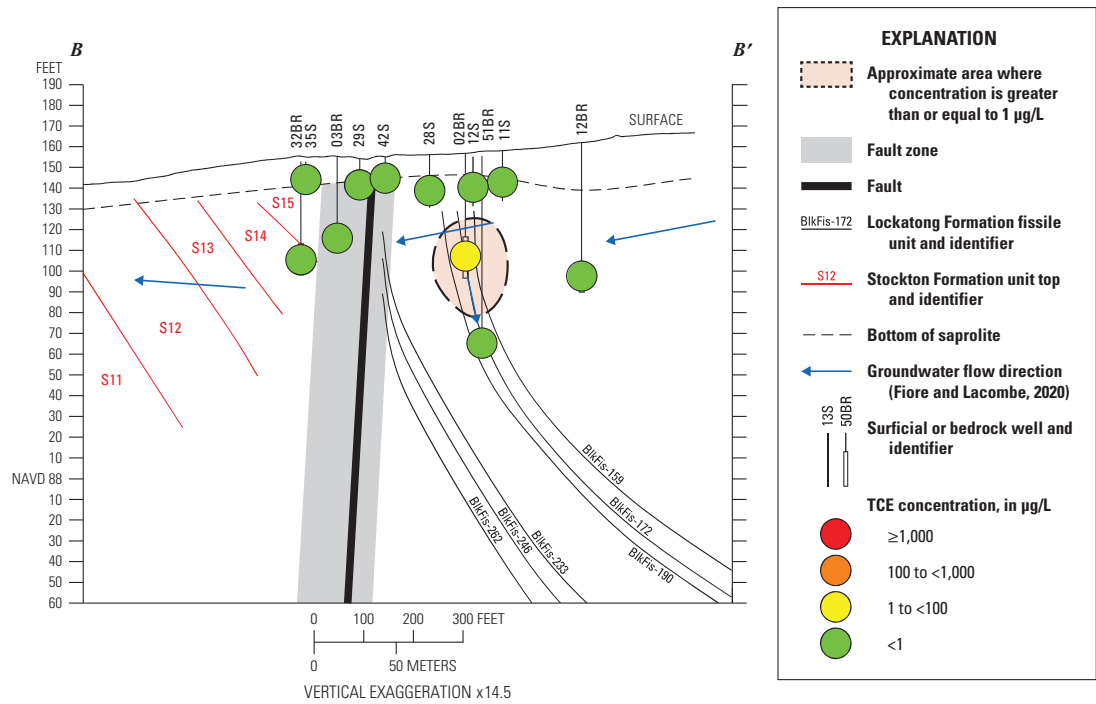 B
B′
FEET
190
180
170
160
150
140
130
120
110
100
90
80
70
60
50
40
30
20
10
NAVD 88
10
20
30
40
50
60
32BR
35S
03BR
29S
42S
28S
02BR
12S
51BR
11S
12BR
SURFACE
S15
S14
S13
S12
S11
BlkFis-159
BlkFis-172
BlkFis-190
BlkFis-233
BlkFis-246
BlkFis-262
0 100 200 300 FEET
0 50 METERS
VERTICAL EXAGGERATION x14.5
EXPLANATION
Approximate area where
concentration is greater
than or equal to 1 µg/L
Fault zone
Fault
BlkFis-172
Lockatong Formation fissile
unit and identifier
S12
Stockton Formation unit top
and identifier
Bottom of saprolite
Groundwater flow direction
(Fiore and Lacombe, 2020)
13S
50BR
Surficial or bedrock well and
identifier
TCE concentration, in µg/L
≥1,000
100 to <1,000
1 to <100
<1